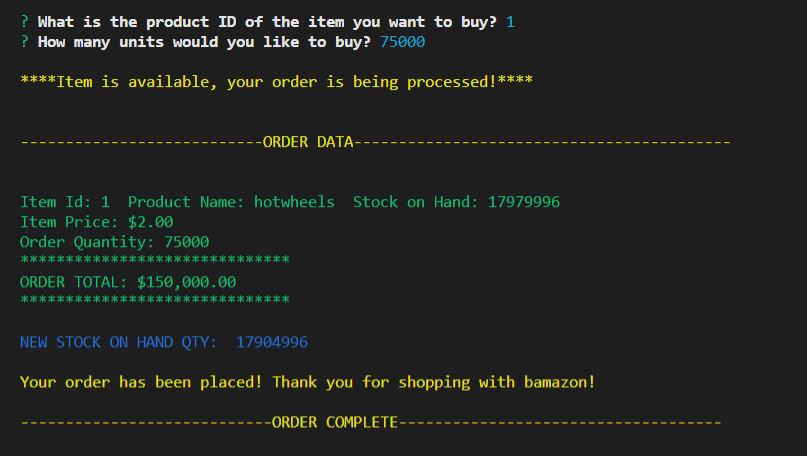 ? What is the product ID of the item you want to buy? 1
? How many units would you like to buy? 75000
****Item is available, your order is being processed!****
---------------------------ORDER DATA------------------------------------------
Item Id: 1  Product Name: hotwheels  Stock on Hand: 17979996
Item Price: $2.00
Order Quantity: 75000
******************************
ORDER TOTAL: $150,000.00
******************************
NEW STOCK ON HAND QTY:  17904996
Your order has been placed! Thank you for shopping with bamazon!
----------------------------ORDER COMPLETE------------------------------------